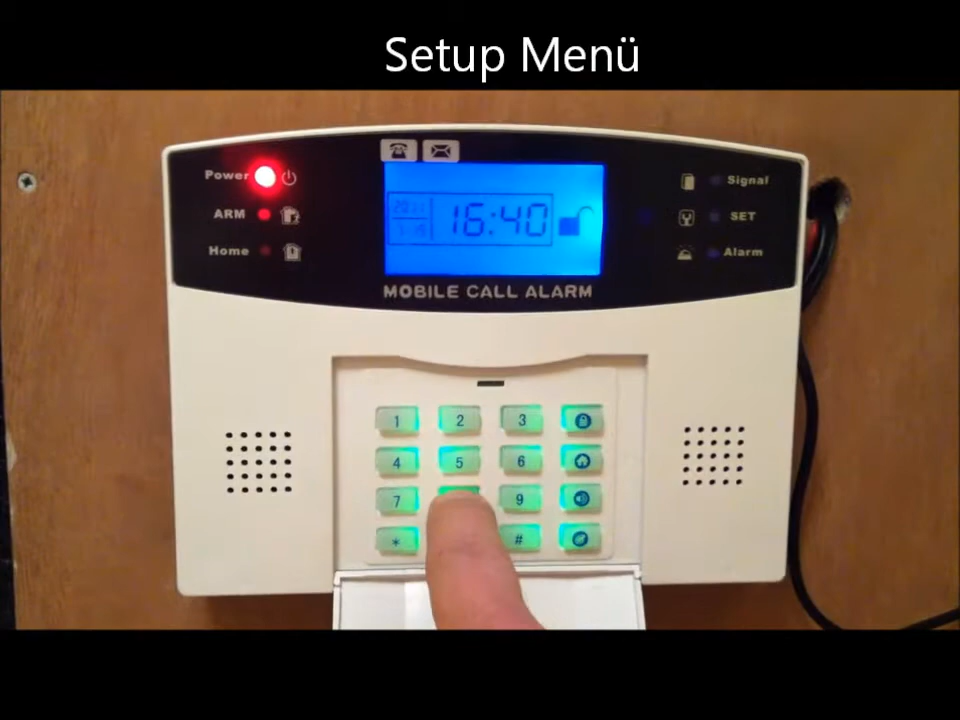 Setup Menü
Power
ARM
Home
16:40
Signal
SET
Alarm
MOBILE CALL ALARM
1 2 3
4 5 6
7 9
* #